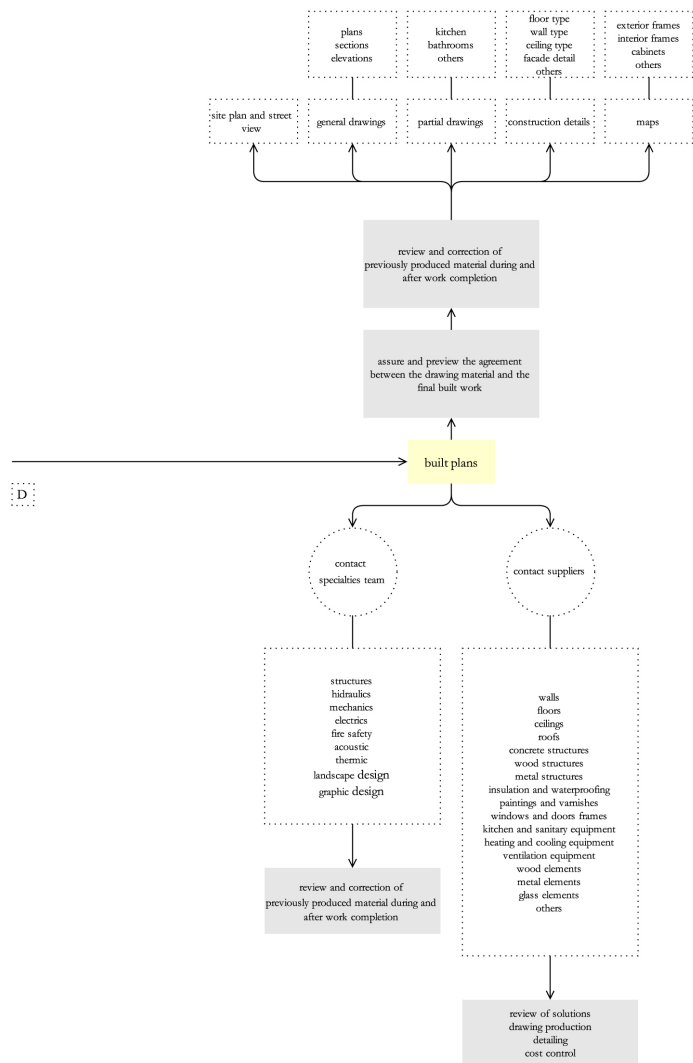 plans
sections
elevations
kitchen
bathrooms
others
floor type
wall type
ceiling type
facade detail
others
exterior frames
interior frames
cabinets
others
site plan and street
view
general drawings
partial drawings
construction details
maps
review and correction of
previously produced material during and
after work completion
assure and preview the agreement
between the drawing material and the
final built work
built plans
D
contact
specialties team
contact suppliers
structures
hidraulics
mechanics
electrics
fire safety
acoustic
thermic
landscape design
graphic design
walls
floors
ceilings
roofs
concrete structures
wood structures
metal structures
insulation and waterproofing
paintings and varnishes
windows and doors frames
kitchen and sanitary equipment
heating and cooling equipment
ventilation equipment
wood elements
metal elements
glass elements
others
review and correction of
previously produced material during and
after work completion
review of solutions
drawing production
detailing
cost control